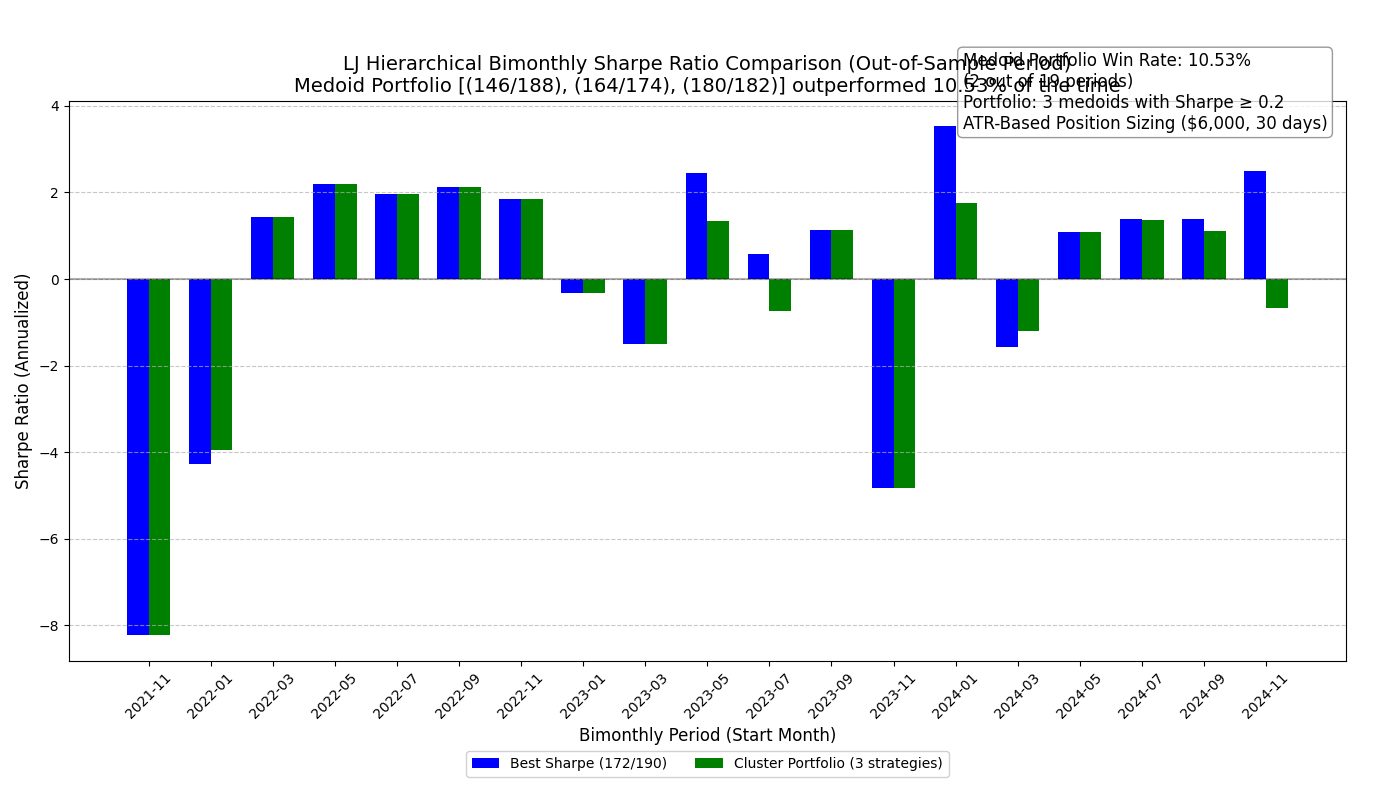 LJ Hierarchical Bimonthly Sharpe Ratio Comparison (Out-of-Sample Period)
Medoid Portfolio [(146/188), (164/174), (180/182)] outperformed 10.53% of the time
Medoid Portfolio Win Rate: 10.53%
(2 out of 19 periods)
Portfolio: 3 medoids with Sharpe ≥ 0.2
ATR-Based Position Sizing ($6,000, 30 days)
Sharpe Ratio (Annualized)
4
2
0
−2
−4
−6
−8
2021-11
2022-01
2022-03
2022-05
2022-07
2022-09
2022-11
2023-01
2023-03
2023-05
2023-07
2023-09
2023-11
2024-01
2024-03
2024-05
2024-07
2024-09
2024-11
Bimonthly Period (Start Month)
Best Sharpe (172/190)
Cluster Portfolio (3 strategies)